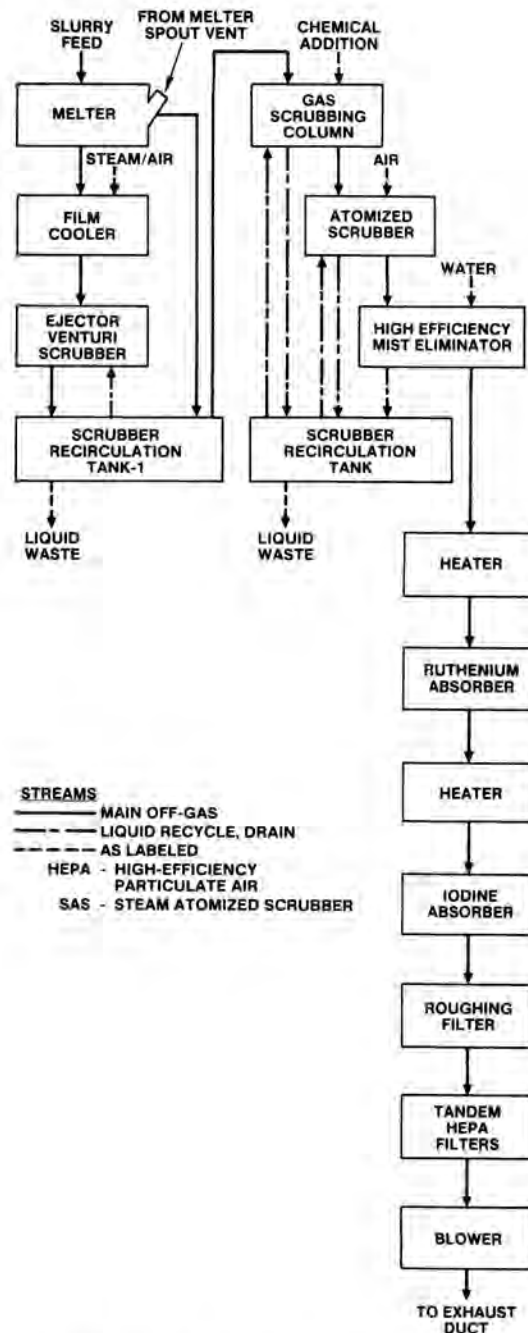 SLURRY
FEED
FROM MELTER
SPOUT VENT
MELTER
STEAM/AIR
FILM
COOLER
EJECTOR
VENTURI
SCRUBBER
SCRUBBER
RECIRCULATION
TANK-1
LIQUID
WASTE
CHEMICAL
ADDITION
GAS
SCRUBBING
COLUMN
AIR
ATOMIZED
SCRUBBER
WATER
HIGH EFFICIENCY
MIST ELIMINATOR
SCRUBBER
RECIRCULATION
TANK
LIQUID
WASTE
HEATER
RUTHENIUM
ABSORBER
HEATER
IODINE
ABSORBER
ROUGHING
FILTER
TANDEM
HEPA
FILTERS
BLOWER
TO EXHAUST
DUCT
STREAMS
MAIN OFF-GAS
LIQUID RECYCLE, DRAIN
AS LABELED
HEPA - HIGH-EFFICIENCY
PARTICULATE AIR
SAS - STEAM ATOMIZED SCRUBBER